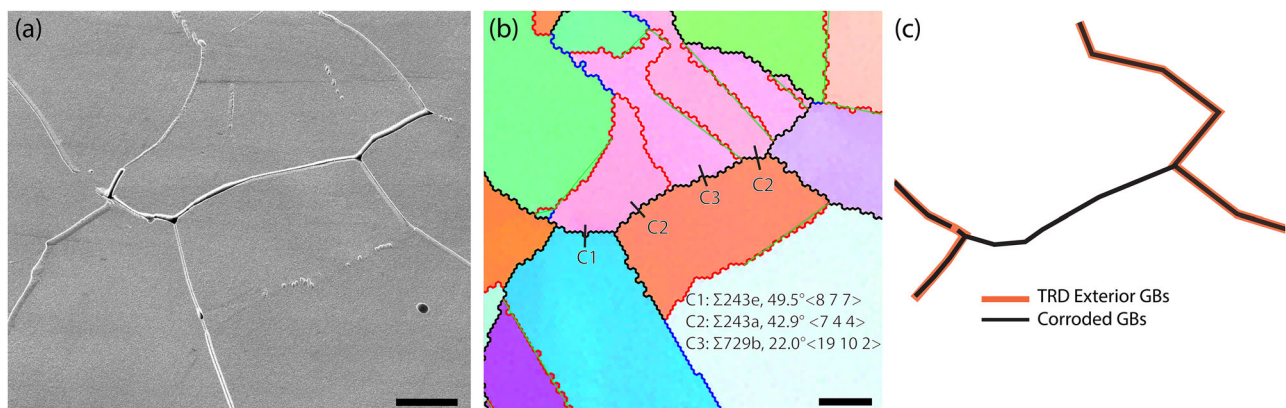 (a)
(b)
(c)
C2
C3
C2
C1
C1: Σ243e, 49.5°<8 7 7>
C2: Σ243a, 42.9° <7 4 4>
C3: Σ729b, 22.0°<19 10 2>
TRD Exterior GBs
Corroded GBs